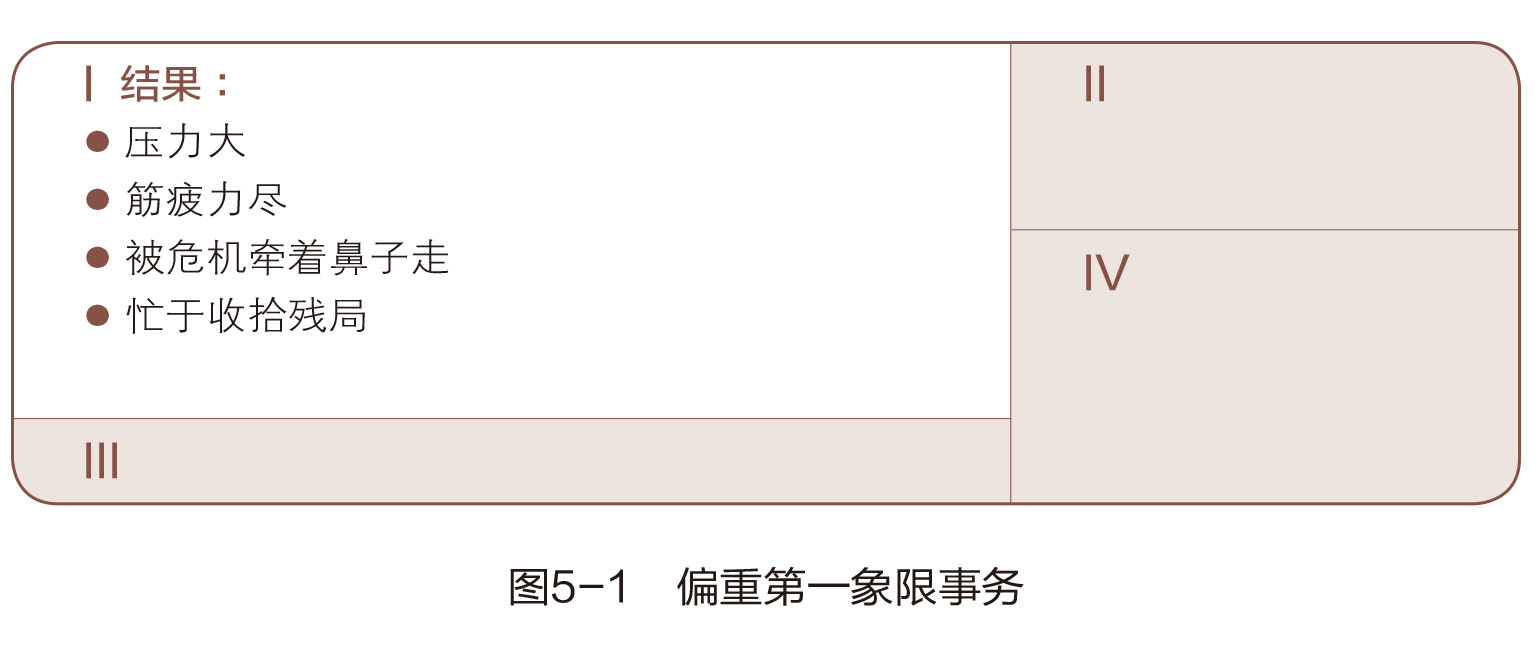 I 结果：
● 压力大
● 筋疲力尽
● 被危机牵着鼻子走
● 忙于收拾残局
II
III
IV
图5-1 偏重第一象限事务